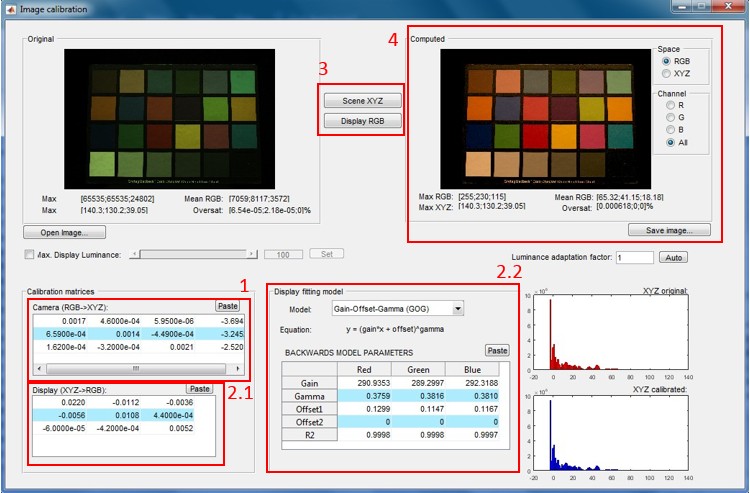 Image calibration
Original
3
4
Computed
Space
RGB
XYZ
Channel
R
G
B
All
Scene XYZ
Display RGB
Max [65535;65535;24802] Mean RGB: [7059;8117;3572]
Max [140.3;130.2;39.05] Oversat: [6.54e-05;2.18e-05;0]%
Max RGB: [255;230;115] Mean RGB: [65.32;41.15;18.18]
Max XYZ: [140.3;130.2;39.05] Oversat: [0.000618;0;0]%
Open Image...
Save image...
Max. Display Luminance: 100 Set
Luminance adaptation factor: 1 Auto
1
2.2
Calibration matrices
Camera (RGB->XYZ): Paste
0.0017 4.6000e-04 5.9500e-06 -3.694
6.5900e-04 0.0014 -4.4900e-04 -3.245
1.6200e-04 -3.2000e-04 0.0021 -2.520
2.1
Display (XYZ->RGB): Paste
0.0220 -0.0112 -0.0036
-0.0056 0.0108 4.4000e-04
-6.0000e-05 -4.2000e-04 0.0052
Display fitting model
Model: Gain-Offset-Gamma (GOG)
Equation: y = (gain*x + offset)^gamma
BACKWARDS MODEL PARAMETERS Paste
Red Green Blue
Gain 290.9353 289.2997 292.3188
Gamma 0.3759 0.3816 0.3810
Offset1 0.1299 0.1147 0.1167
Offset2 0 0 0
R2 0.9998 0.9998 0.9997
XYZ original:
10
5
0
-20 0 20 40 60 80 100 120 140
XYZ calibrated:
10
5
0
-20 0 20 40 60 80 100 120 140